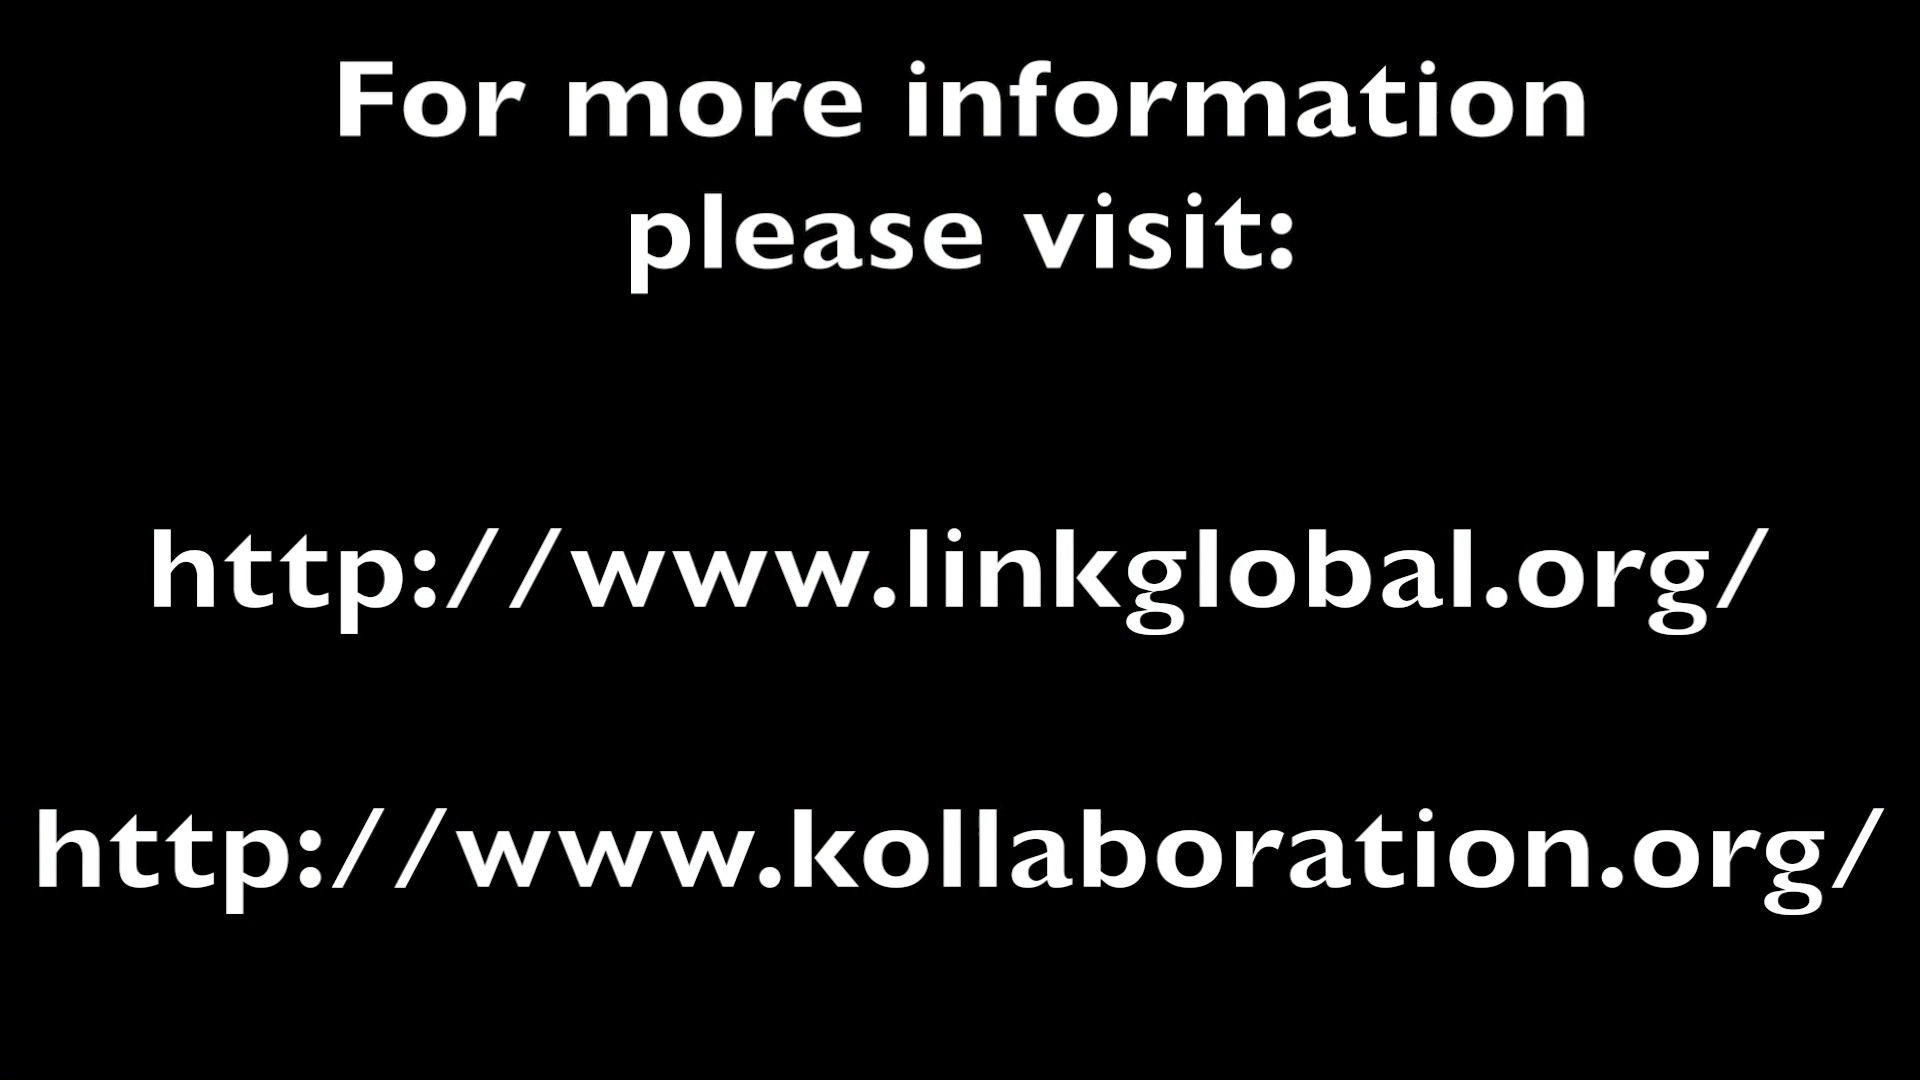 For more information
please visit:
http://www.linkglobal.org/
http://www.kollaboration.org/